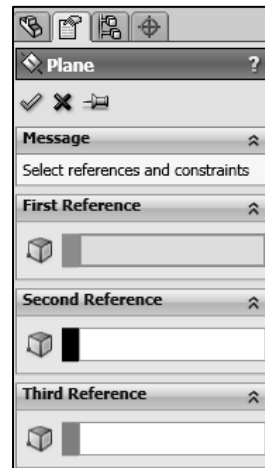 Plane ?
Message
Select references and constraints
First Reference
Second Reference
Third Reference